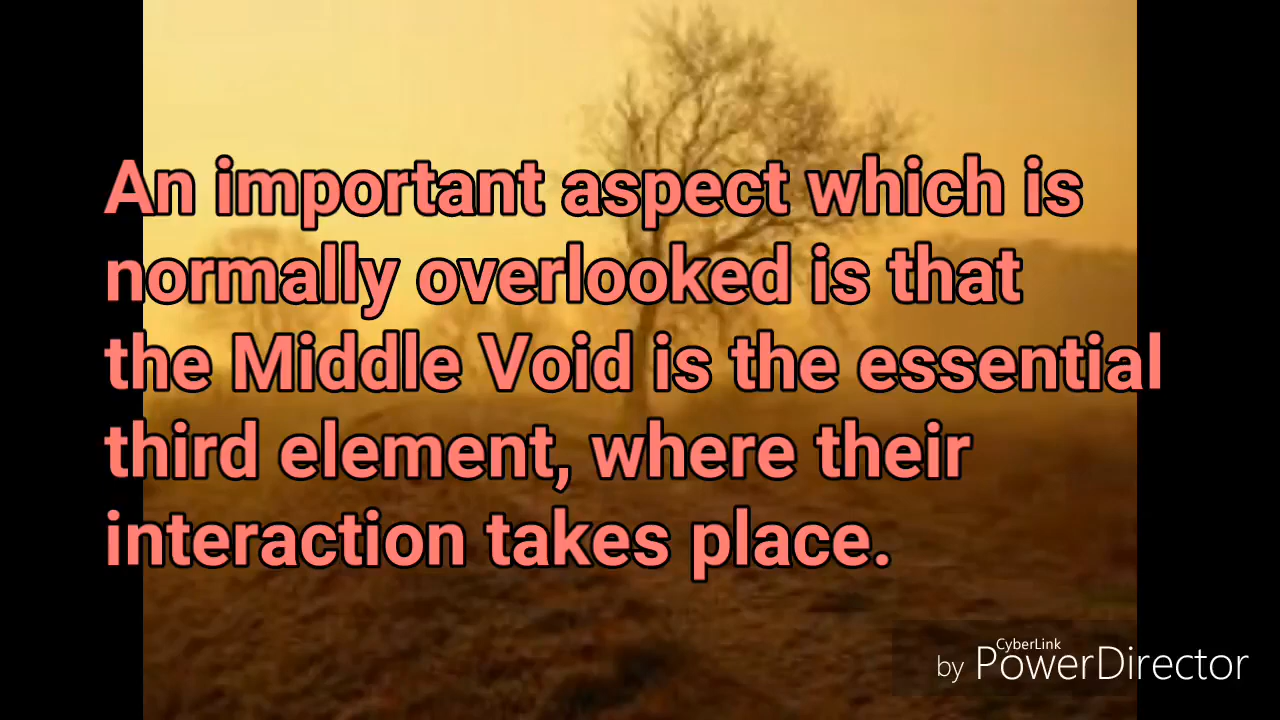 An important aspect which is
normally overlooked is that
the Middle Void is the essential
third element, where their
interaction takes place.
CyberLink
by PowerDirector